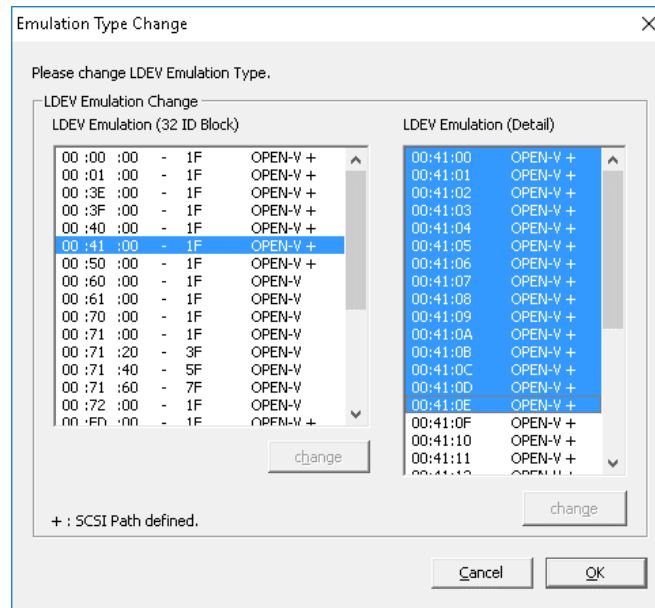 Emulation Type Change
Please change LDEV Emulation Type.
LDEV Emulation Change
LDEV Emulation (32 ID Block)
00 :00 :00 - 1F OPEN-V +
00 :01 :00 - 1F OPEN-V +
00 :3E :00 - 1F OPEN-V +
00 :3F :00 - 1F OPEN-V +
00 :40 :00 - 1F OPEN-V +
00 :41 :00 - 1F OPEN-V +
00 :50 :00 - 1F OPEN-V +
00 :60 :00 - 1F OPEN-V
00 :61 :00 - 1F OPEN-V
00 :70 :00 - 1F OPEN-V
00 :71 :00 - 1F OPEN-V
00 :71 :20 - 3F OPEN-V
00 :71 :40 - 5F OPEN-V
00 :71 :60 - 7F OPEN-V
00 :72 :00 - 1F OPEN-V
00 :FD :00 - 1F OPEN-V +
change
+ : SCSI Path defined.
LDEV Emulation (Detail)
00:41:00 OPEN-V +
00:41:01 OPEN-V +
00:41:02 OPEN-V +
00:41:03 OPEN-V +
00:41:04 OPEN-V +
00:41:05 OPEN-V +
00:41:06 OPEN-V +
00:41:07 OPEN-V +
00:41:08 OPEN-V +
00:41:09 OPEN-V +
00:41:0A OPEN-V +
00:41:0B OPEN-V +
00:41:0C OPEN-V +
00:41:0D OPEN-V +
00:41:0E OPEN-V +
00:41:0F OPEN-V +
00:41:10 OPEN-V +
00:41:11 OPEN-V +
change
Cancel
OK